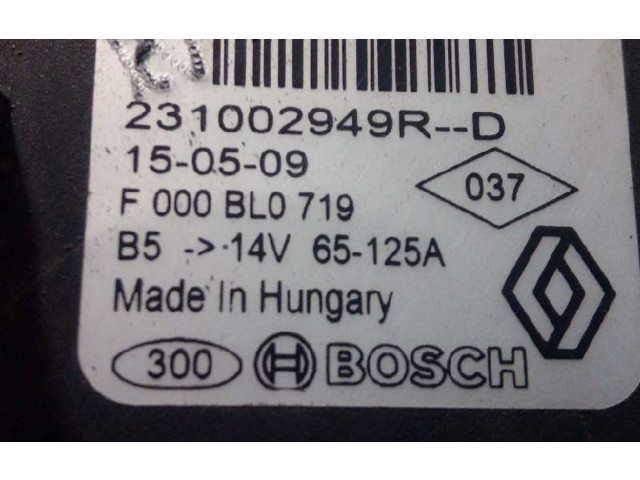 231002949R--D
15-05-09
037
F 000 BL0 719
B5 -> 14V 65-125A
Made In Hungary
300 BOSCH